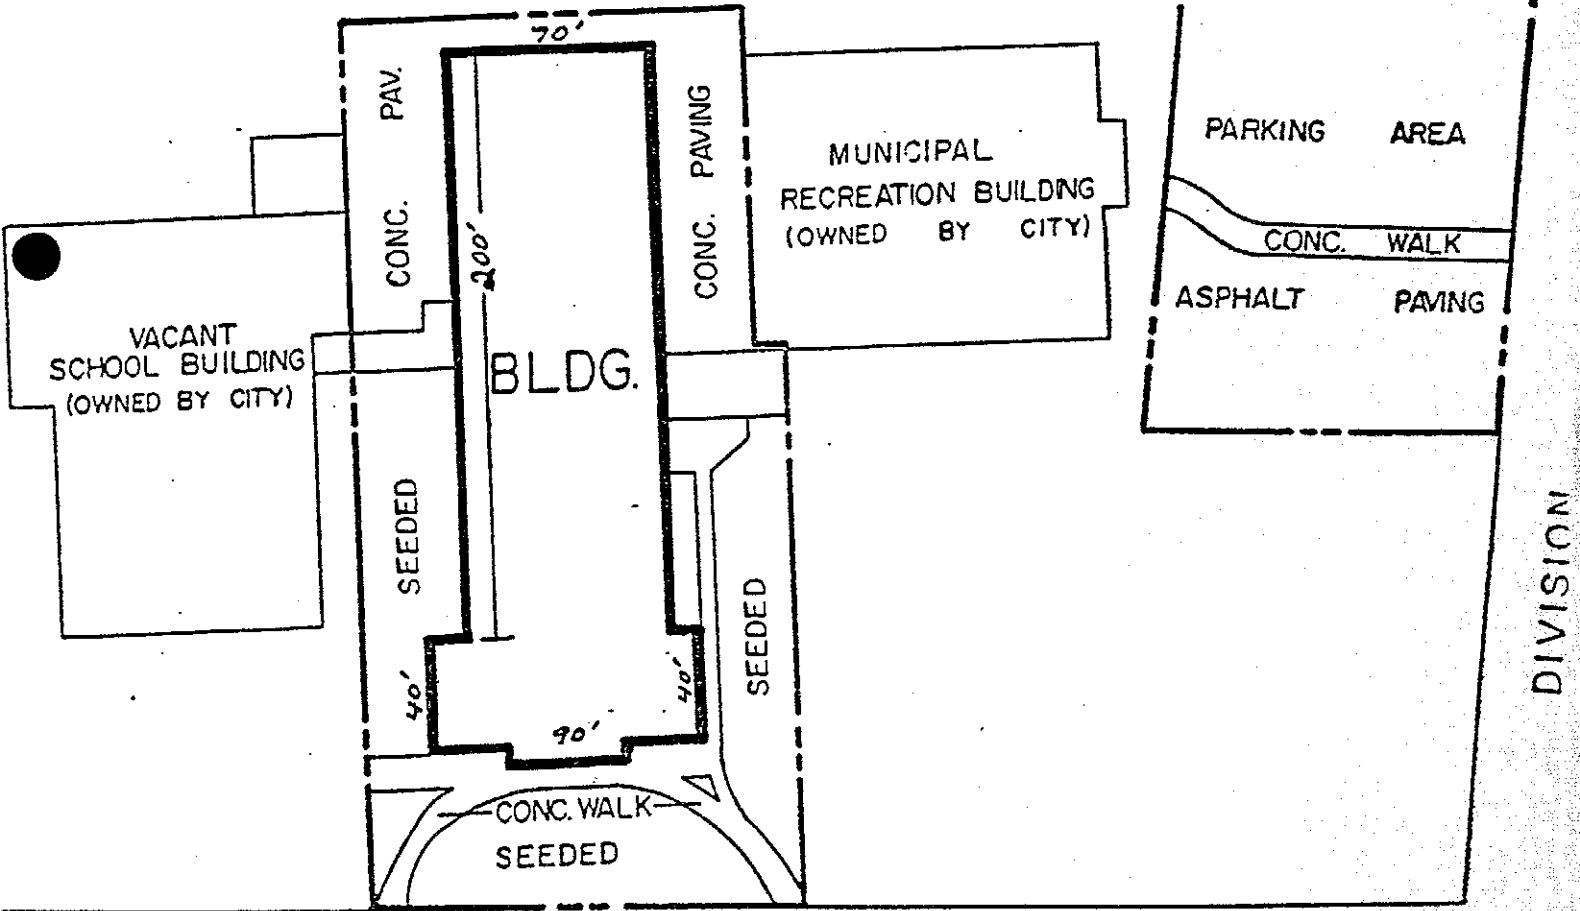 70'
CONC. PAV.
CONC. PAVING
200'
MUNICIPAL
RECREATION BUILDING
(OWNED BY CITY)
PARKING AREA
CONC. WALK
ASPHALT PAVING
VACANT
SCHOOL BUILDING
(OWNED BY CITY)
BLDG.
SEEDED
SEEDED
DIVISION
40'
40'
90'
CONC. WALK
SEEDED